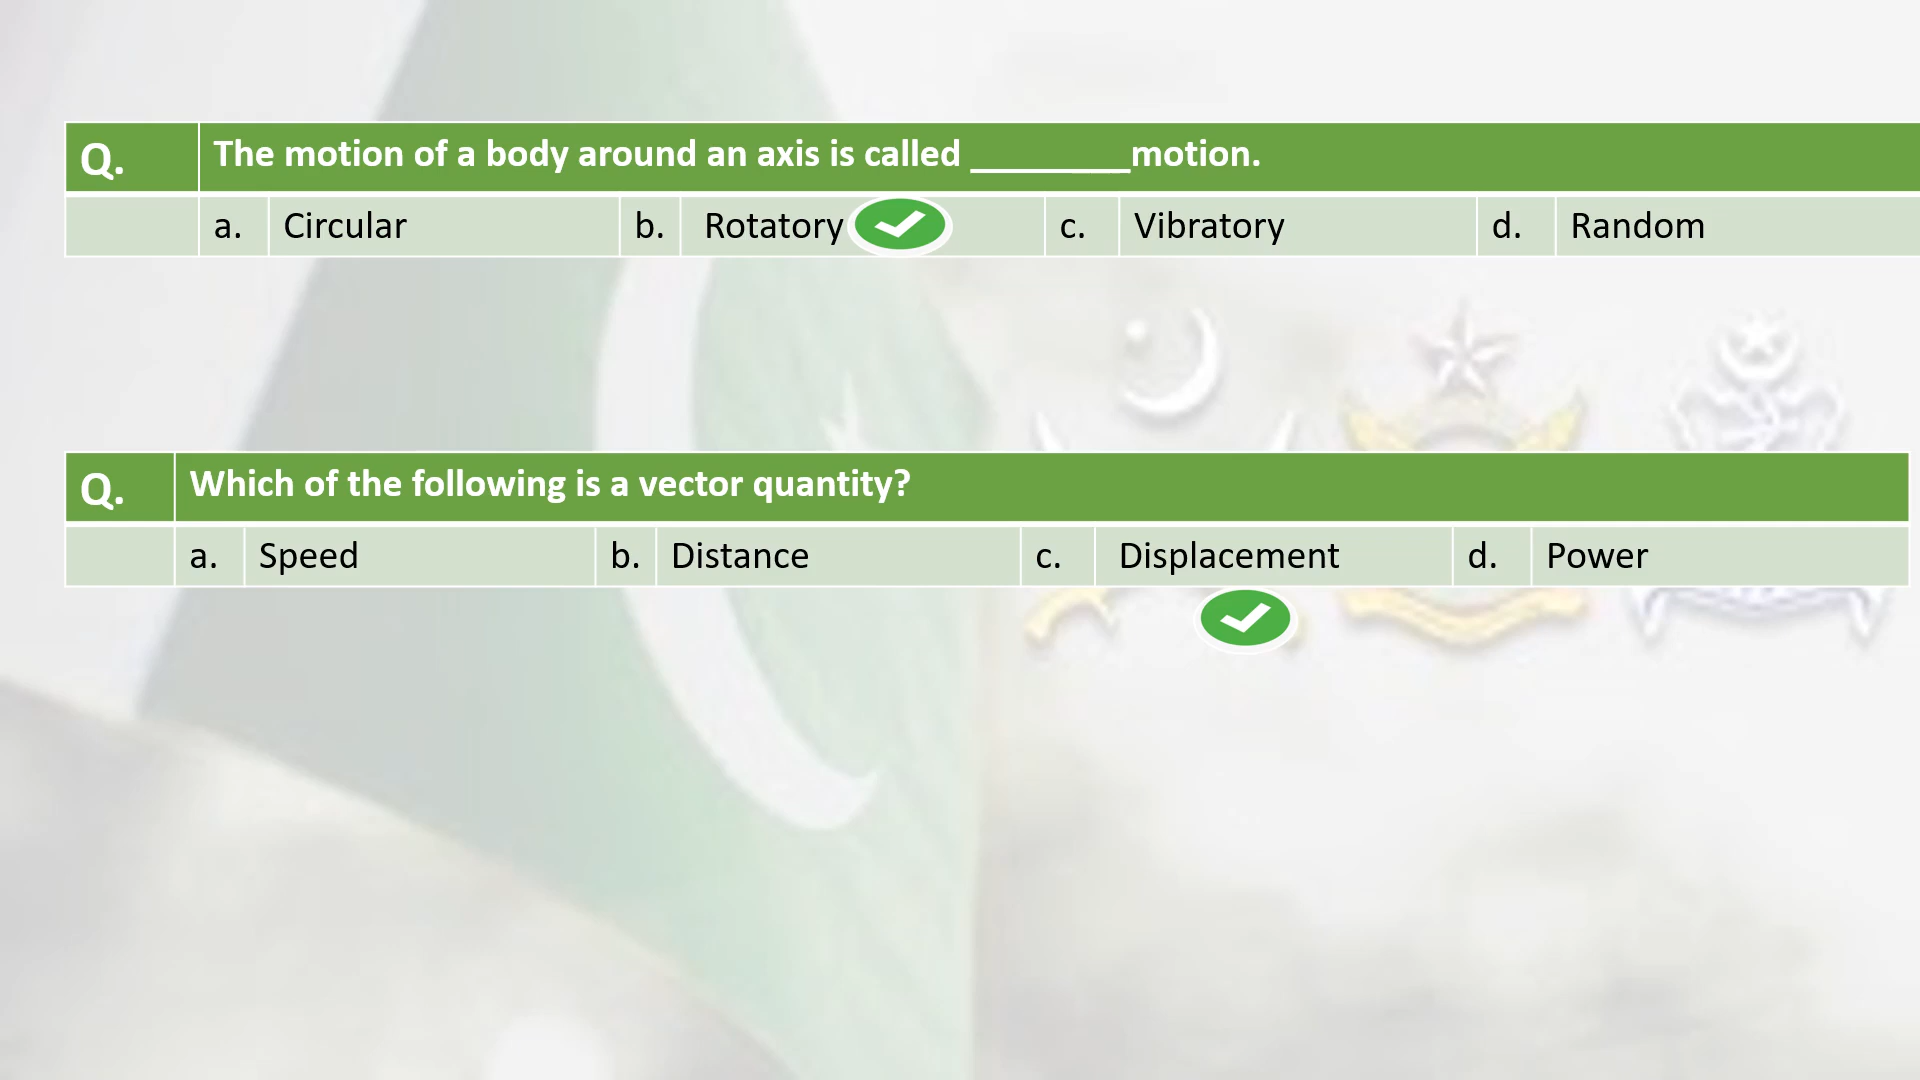 Q. The motion of a body around an axis is called ________motion.
a. Circular b. Rotatory c. Vibratory d. Random
Q. Which of the following is a vector quantity?
a. Speed b. Distance c. Displacement d. Power